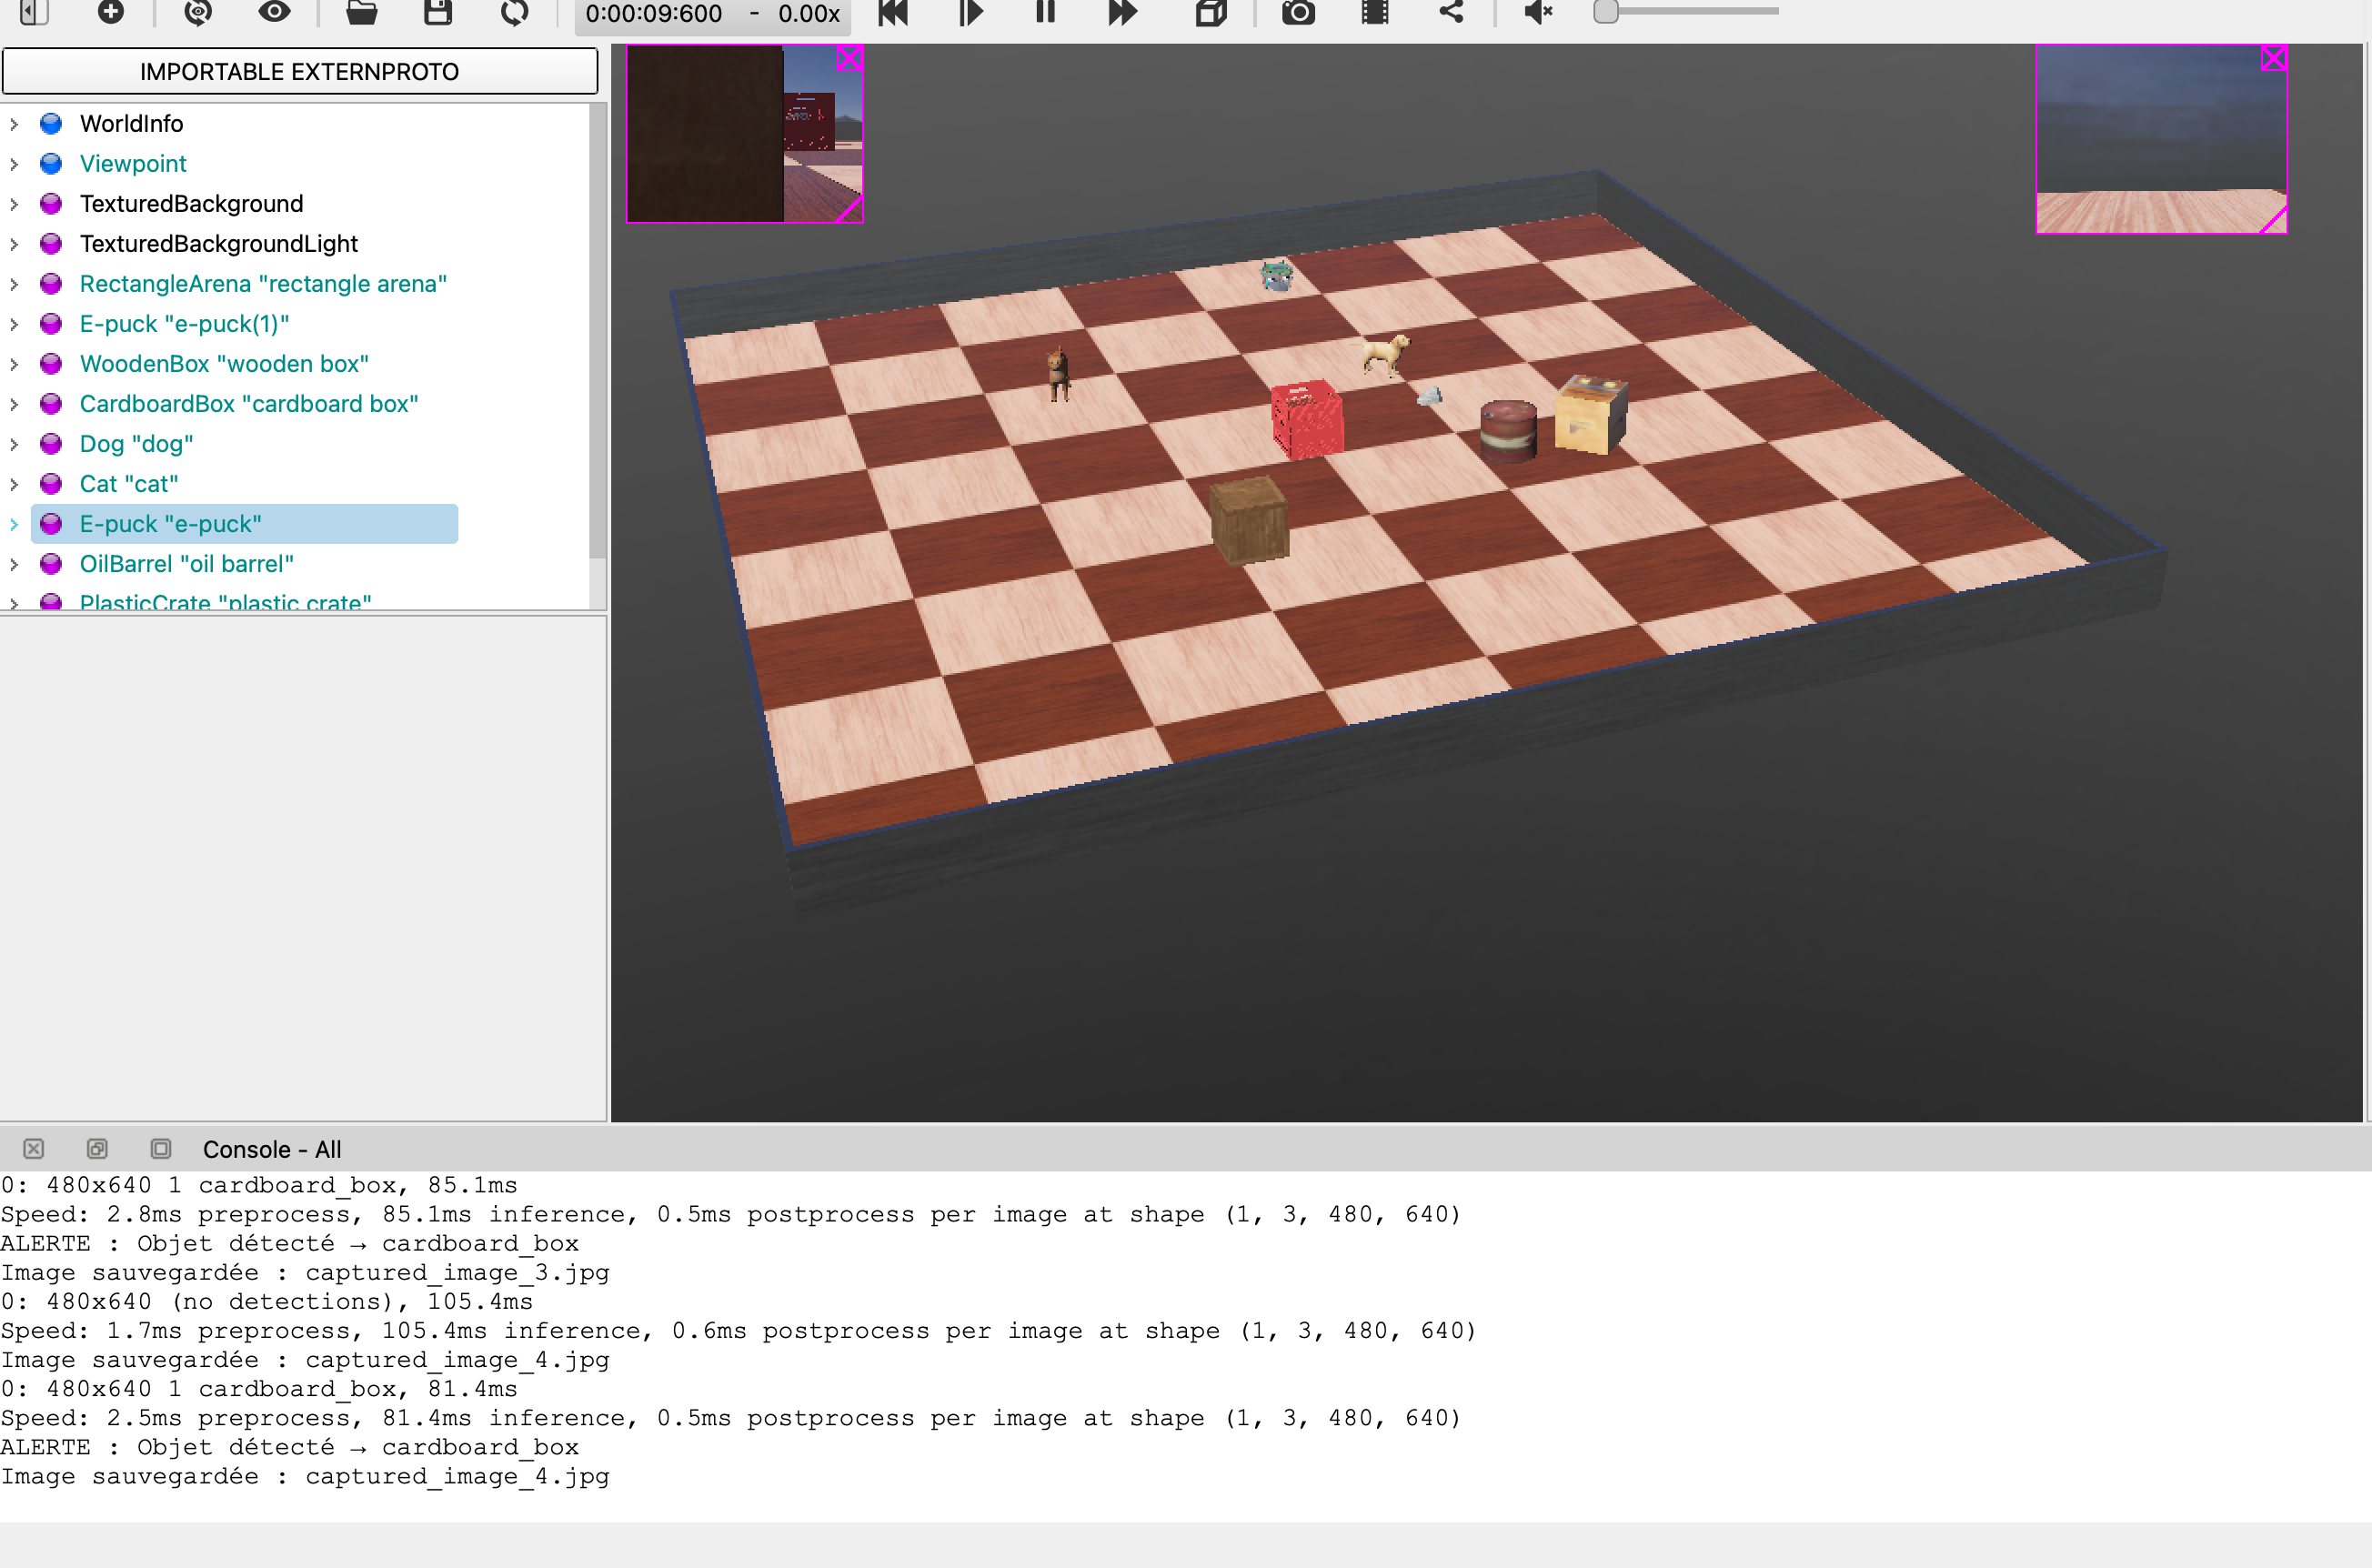 0:00:09:600 - 0.00x
IMPORTABLE EXTERNPROTO
WorldInfo
Viewpoint
TexturedBackground
TexturedBackgroundLight
RectangleArena "rectangle arena"
E-puck "e-puck(1)"
WoodenBox "wooden box"
CardboardBox "cardboard box"
Dog "dog"
Cat "cat"
E-puck "e-puck"
OilBarrel "oil barrel"
PlasticCrate "plastic crate"
Console - All
0: 480x640 1 cardboard_box, 85.1ms
Speed: 2.8ms preprocess, 85.1ms inference, 0.5ms postprocess per image at shape (1, 3, 480, 640)
ALERTE : Objet détecté → cardboard_box
Image sauvegardée : captured_image_3.jpg
0: 480x640 (no detections), 105.4ms
Speed: 1.7ms preprocess, 105.4ms inference, 0.6ms postprocess per image at shape (1, 3, 480, 640)
Image sauvegardée : captured_image_4.jpg
0: 480x640 1 cardboard_box, 81.4ms
Speed: 2.5ms preprocess, 81.4ms inference, 0.5ms postprocess per image at shape (1, 3, 480, 640)
ALERTE : Objet détecté → cardboard_box
Image sauvegardée : captured_image_4.jpg